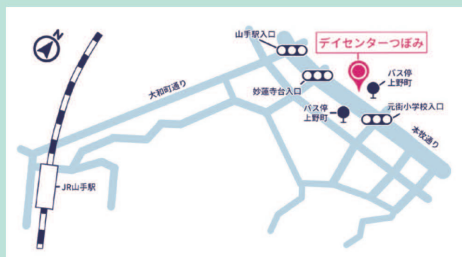 N
山手駅入口
デイセンターつぼみ
大和町通り
妙蓮寺台入口
バス停
上野町
バス停
上野町
元街小学校入口
本牧通り
JR山手駅